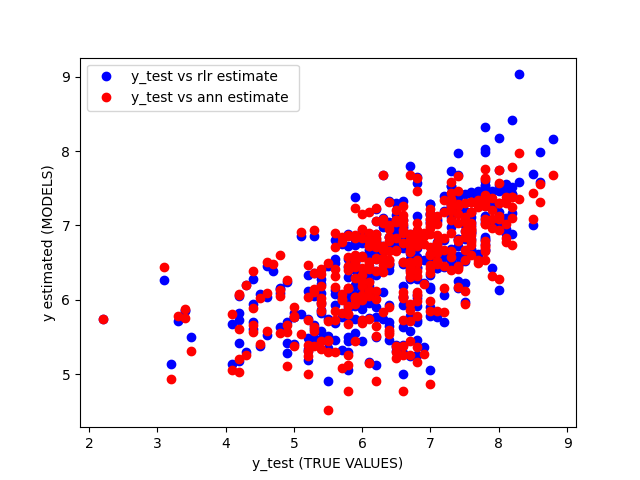 y_test vs rlr estimate
y_test vs ann estimate
y estimated (MODELS)
9
8
7
6
5
2 3 4 5 6 7 8 9
y_test (TRUE VALUES)